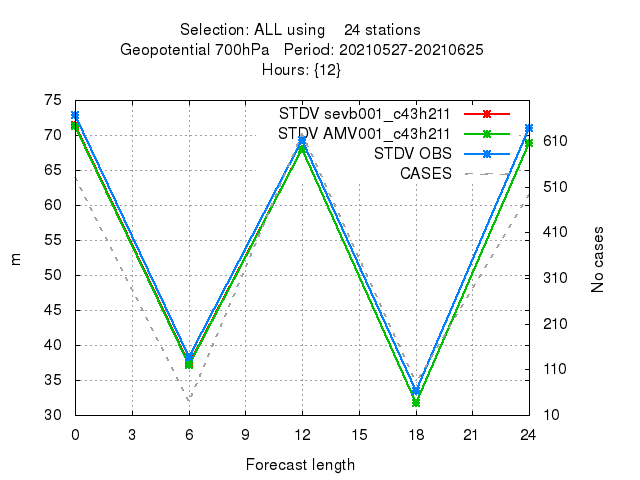 Selection: ALL using    24 stations
Geopotential 700hPa   Period: 20210527-20210625
Hours: {12}
STDV sevb001_c43h211
STDV AMV001_c43h211
STDV OBS
CASES
75
70
65
60
55
50
45
40
35
30
m
610
510
410
310
210
110
10
No cases
0 3 6 9 12 15 18 21 24
Forecast length